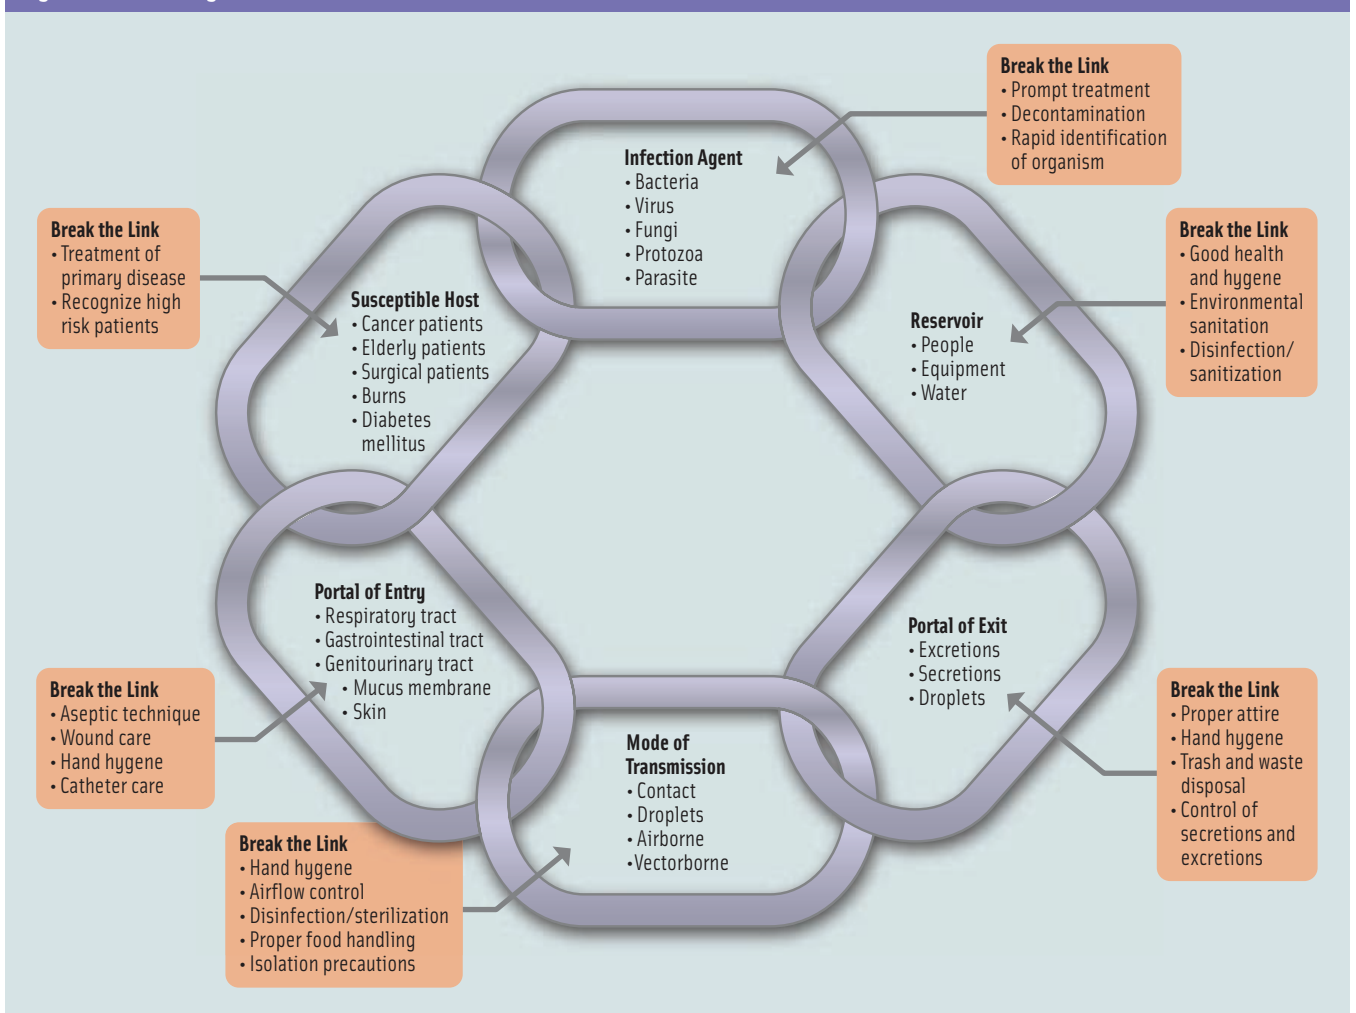 Break the Link
• Prompt treatment
• Decontamination
• Rapid identification
of organism
Infection Agent
• Bacteria
• Virus
• Fungi
• Protozoa
• Parasite
Break the Link
• Good health
and hygene
• Environmental
sanitation
• Disinfection/
sanitization
Reservoir
• People
• Equipment
• Water
Break the Link
• Proper attire
• Hand hygene
• Trash and waste
disposal
• Control of
secretions and
excretions
Portal of Exit
• Excretions
• Secretions
• Droplets
Mode of
Transmission
• Contact
• Droplets
• Airborne
• Vectorborne
Break the Link
• Hand hygene
• Airflow control
• Disinfection/sterilization
• Proper food handling
• Isolation precautions
Portal of Entry
• Respiratory tract
• Gastrointestinal tract
• Genitourinary tract
• Mucus membrane
• Skin
Break the Link
• Aseptic technique
• Wound care
• Hand hygene
• Catheter care
Susceptible Host
• Cancer patients
• Elderly patients
• Surgical patients
• Burns
• Diabetes
mellitus
Break the Link
• Treatment of
primary disease
• Recognize high
risk patients